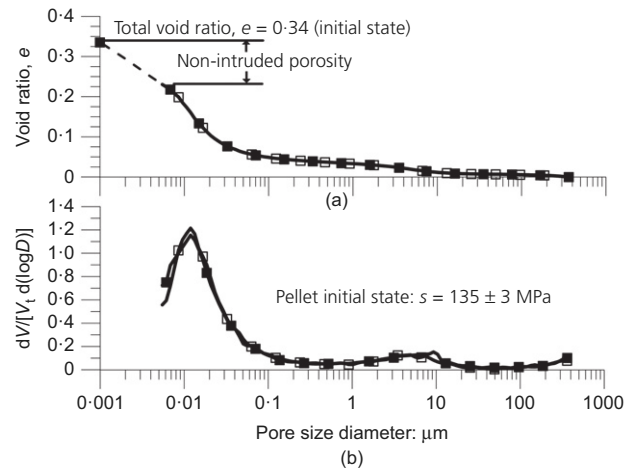 0·4
0·3
0·2
0·1
0
Void ratio, e
Total void ratio, e = 0·34 (initial state)
Non-intruded porosity
(a)
1·4
1·2
1·0
0·8
0·6
0·4
0·2
0
dV/[Vt d(logD)]
Pellet initial state: s = 135 ± 3 MPa
0·001 0·01 0·1 1 10 100 1000
Pore size diameter: μm
(b)